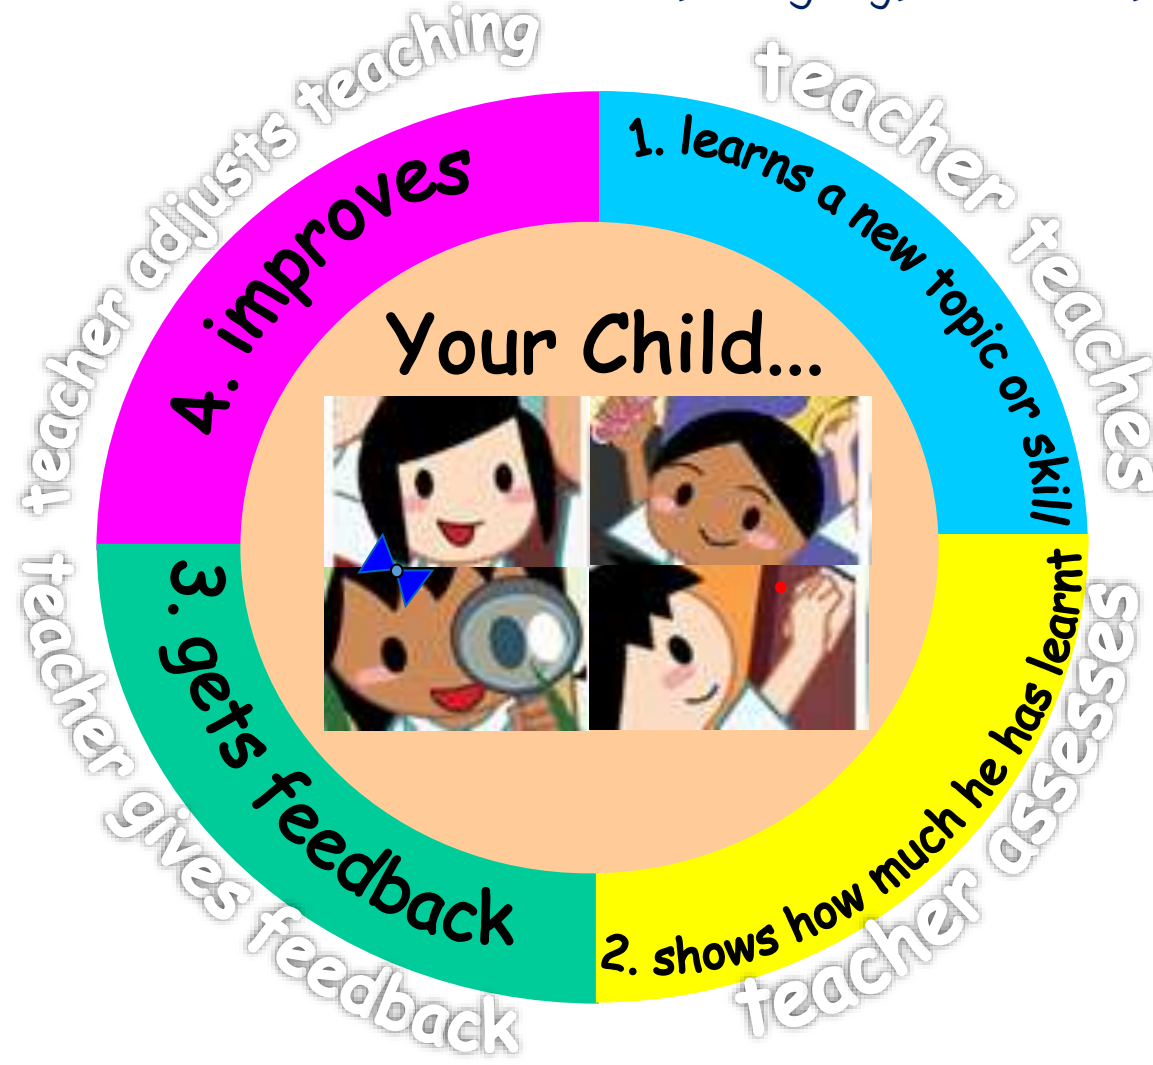 Your Child...
1. learns a new topic or skill
2. shows how much he has learnt
3. gets feedback
4. improves
teacher teaches
teacher assesses
teacher gives feedback
teacher adjusts teaching